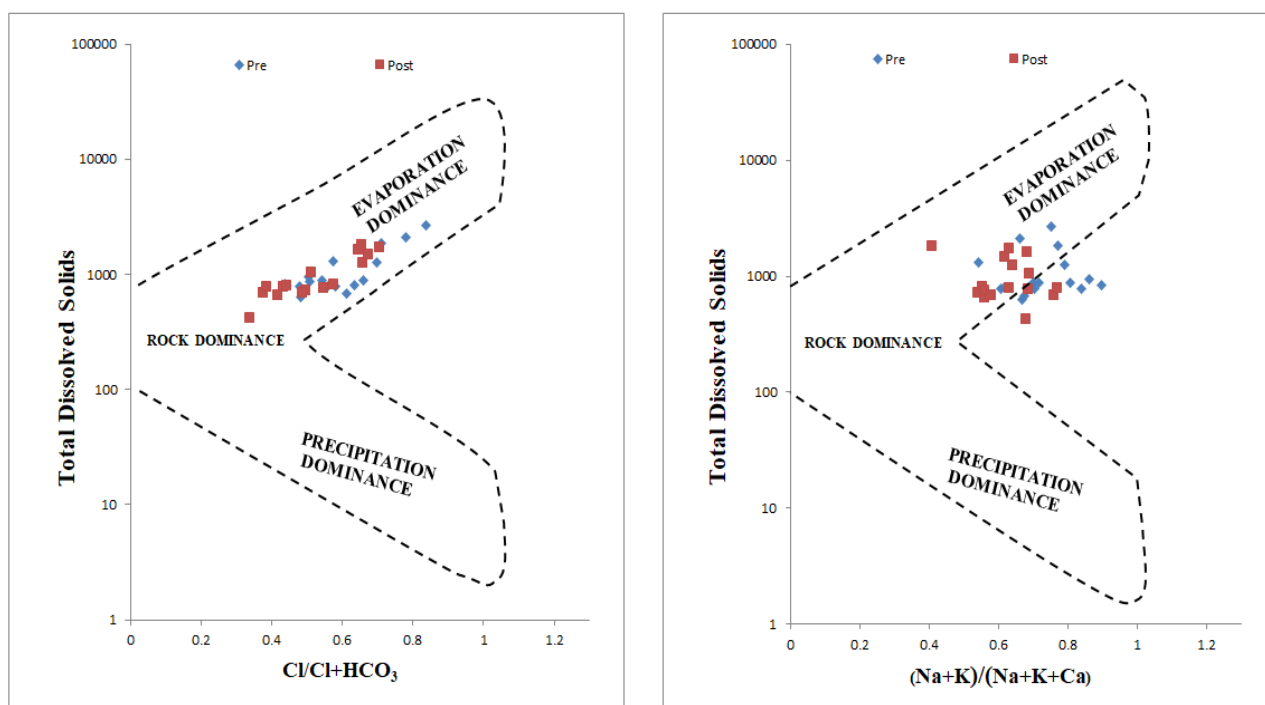 100000
10000
1000
100
10
1
Total Dissolved Solids
Pre
Post
EVAPORATION
DOMINANCE
ROCK DOMINANCE
PRECIPITATION
DOMINANCE
0
0.2
0.4
0.6
0.8
1
1.2
Cl/Cl+HCO₃
100000
10000
1000
100
10
1
Total Dissolved Solids
Pre
Post
EVAPORATION
DOMINANCE
ROCK DOMINANCE
PRECIPITATION
DOMINANCE
0
0.2
0.4
0.6
0.8
1
1.2
(Na+K)/(Na+K+Ca)